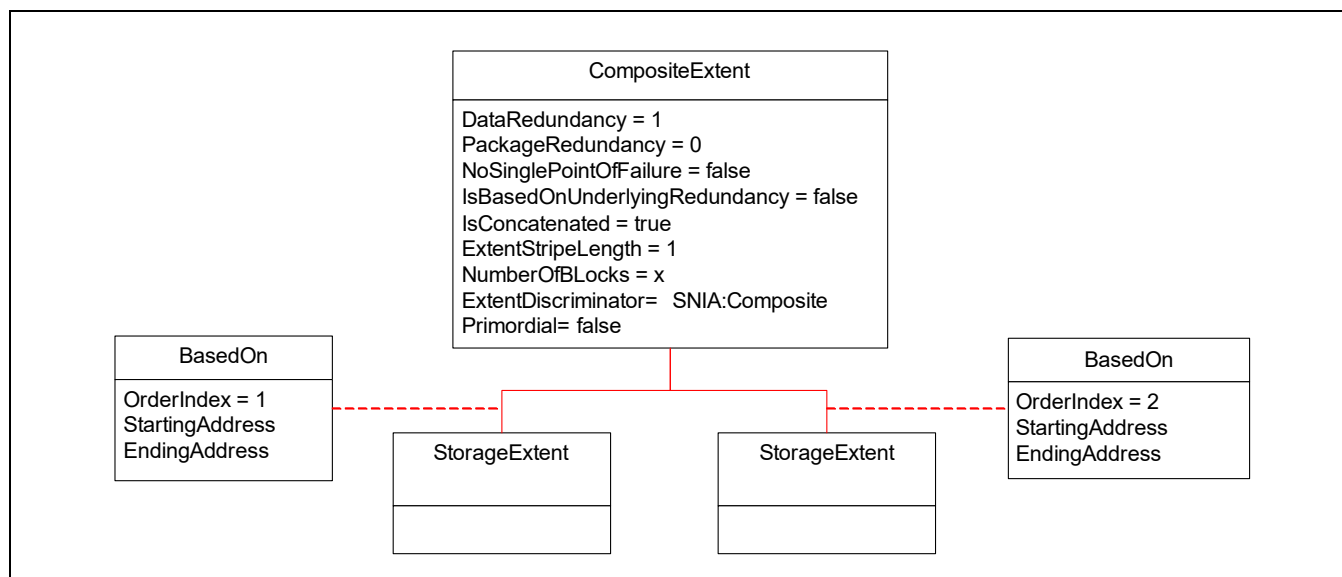 CompositeExtent
DataRedundancy = 1
PackageRedundancy = 0
NoSinglePointOfFailure = false
IsBasedOnUnderlyingRedundancy = false
IsConcatenated = true
ExtentStripeLength = 1
NumberOfBLocks = x
ExtentDiscriminator= SNIA:Composite
Primordial= false
BasedOn
OrderIndex = 1
StartingAddress
EndingAddress
BasedOn
OrderIndex = 2
StartingAddress
EndingAddress
StorageExtent
StorageExtent